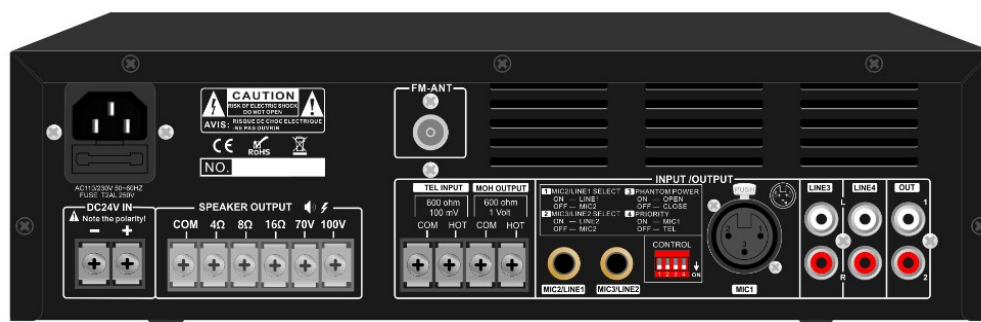 CAUTION
RISK OF ELECTRIC SHOCK
DO NOT OPEN
AVIS: RISQUE DE CHOC ELECTRIQUE
-NE PAS OUVRIR
CE RoHS
NO.
AC110/230V 50~60HZ
FUSE T2AL 250V
DC24V IN
Note the polarity!
− +
SPEAKER OUTPUT
COM 4Ω 8Ω 16Ω 70V 100V
FM-ANT
TEL INPUT MOH OUTPUT
600 ohm 600 ohm
100 mV 1 Volt
COM HOT COM HOT
INPUT /OUTPUT
1 MIC2/LINE1 SELECT
ON — LINE1
OFF — MIC2
2 MIC3/LINE2 SELECT
ON — LINE2
OFF — MIC2
3 PHANTOM POWER
ON — OPEN
OFF — CLOSE
4 PRIORITY
ON — MIC1
OFF — TEL
CONTROL
1 2 3 4 ON
MIC2/LINE1 MIC3/LINE2
PUSH
2 1
3
MIC1
LINE3 LINE4 OUT
L 1
R 2